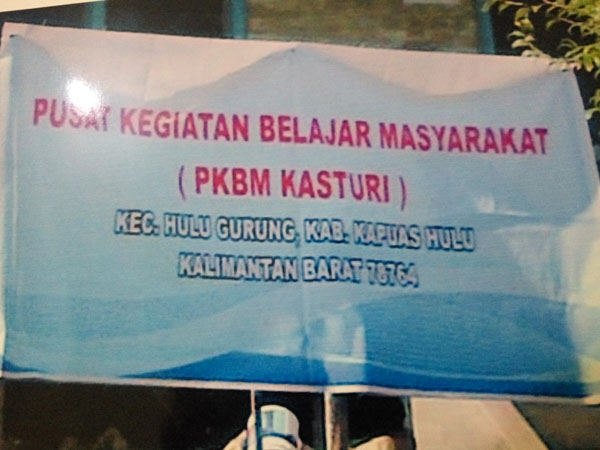 PUSAT KEGIATAN BELAJAR MASYARAKAT
( PKBM KASTURI )
KEC. HULU GURUNG, KAB. KAPUAS HULU
KALIMANTAN BARAT 78764